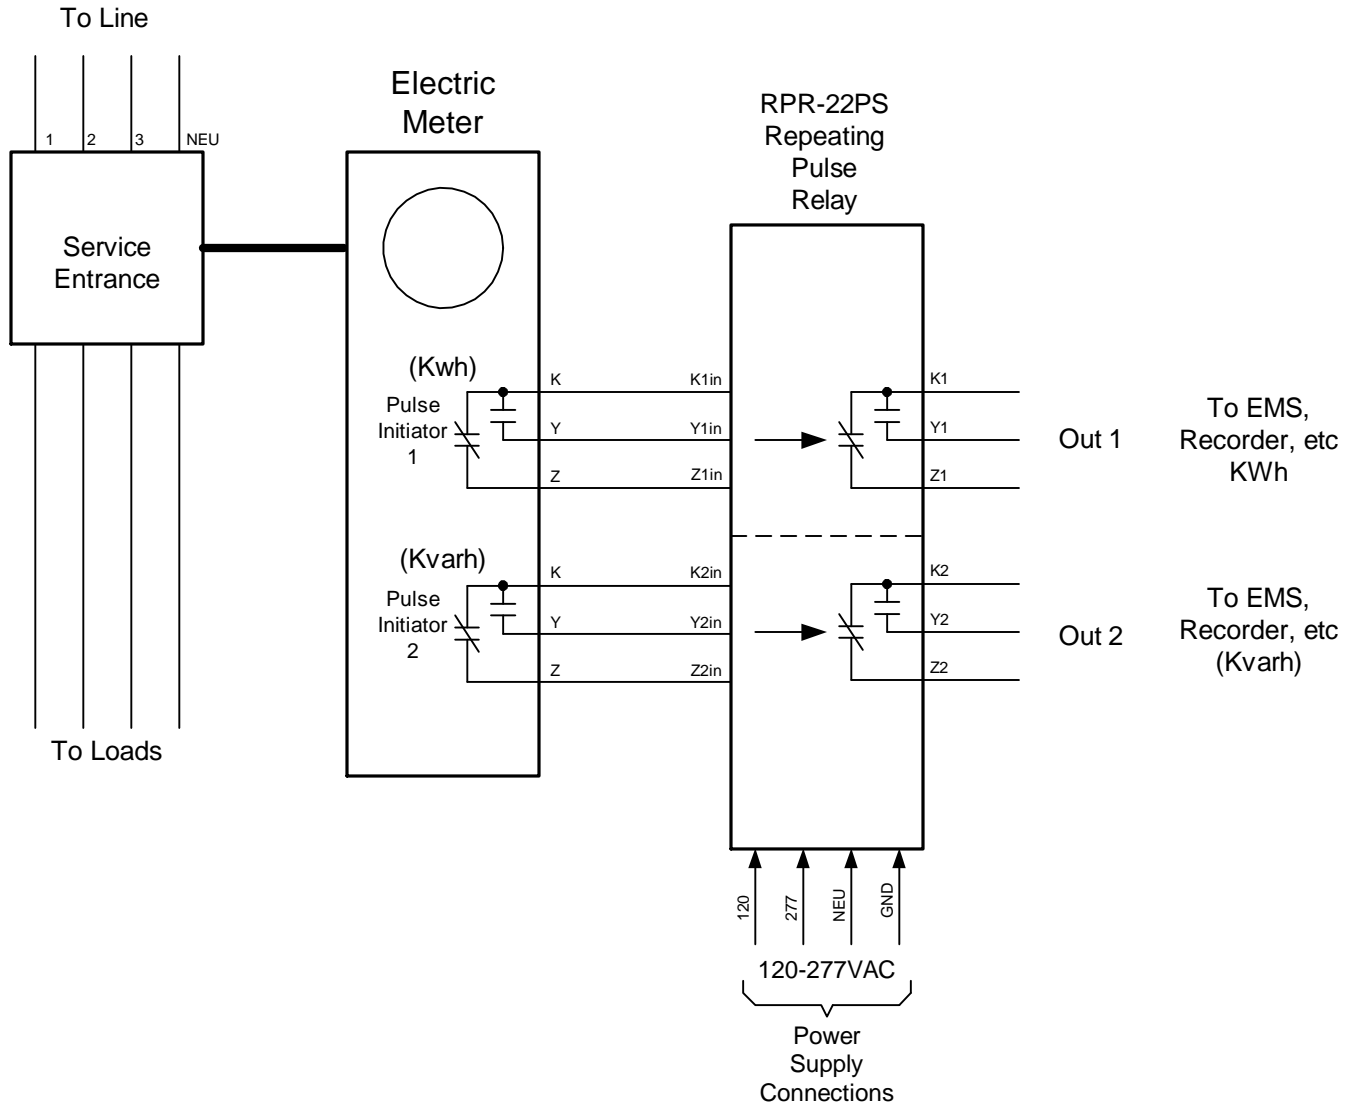 To Line
1
2
3
NEU
Service
Entrance
To Loads
Electric
Meter
(Kwh)
Pulse
Initiator
1
K
Y
Z
(Kvarh)
Pulse
Initiator
2
K
Y
Z
RPR-22PS
Repeating
Pulse
Relay
K1in
Y1in
Z1in
K2in
Y2in
Z2in
K1
Y1
Z1
K2
Y2
Z2
Out 1
To EMS,
Recorder, etc
KWh
Out 2
To EMS,
Recorder, etc
(Kvarh)
120
277
NEU
GND
120-277VAC
Power
Supply
Connections